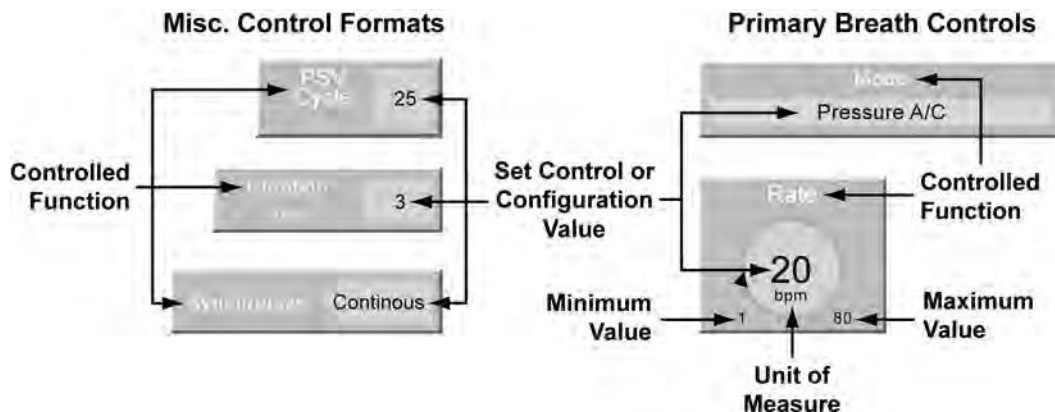 Misc. Control Formats
Primary Breath Controls
PSV
Cycle
25
Mode
Pressure A/C
Controlled
Function
3
Set Control or
Configuration
Value
Rate
Controlled
Function
Continous
20
bpm
Minimum
Value
1
80
Maximum
Value
Unit of
Measure